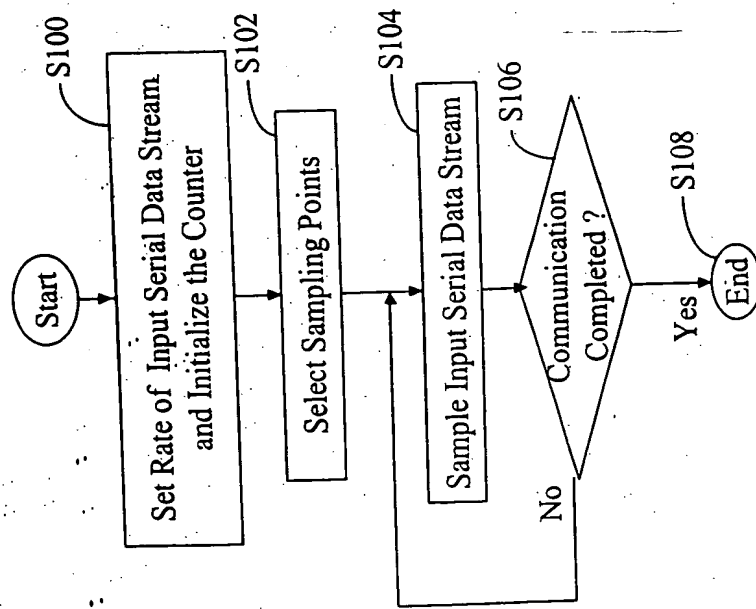 Start
S100
Set Rate of Input Serial Data Stream
and Initialize the Counter
S102
Select Sampling Points
S104
Sample Input Serial Data Stream
S106
Communication
Completed ?
No
Yes
S108
End